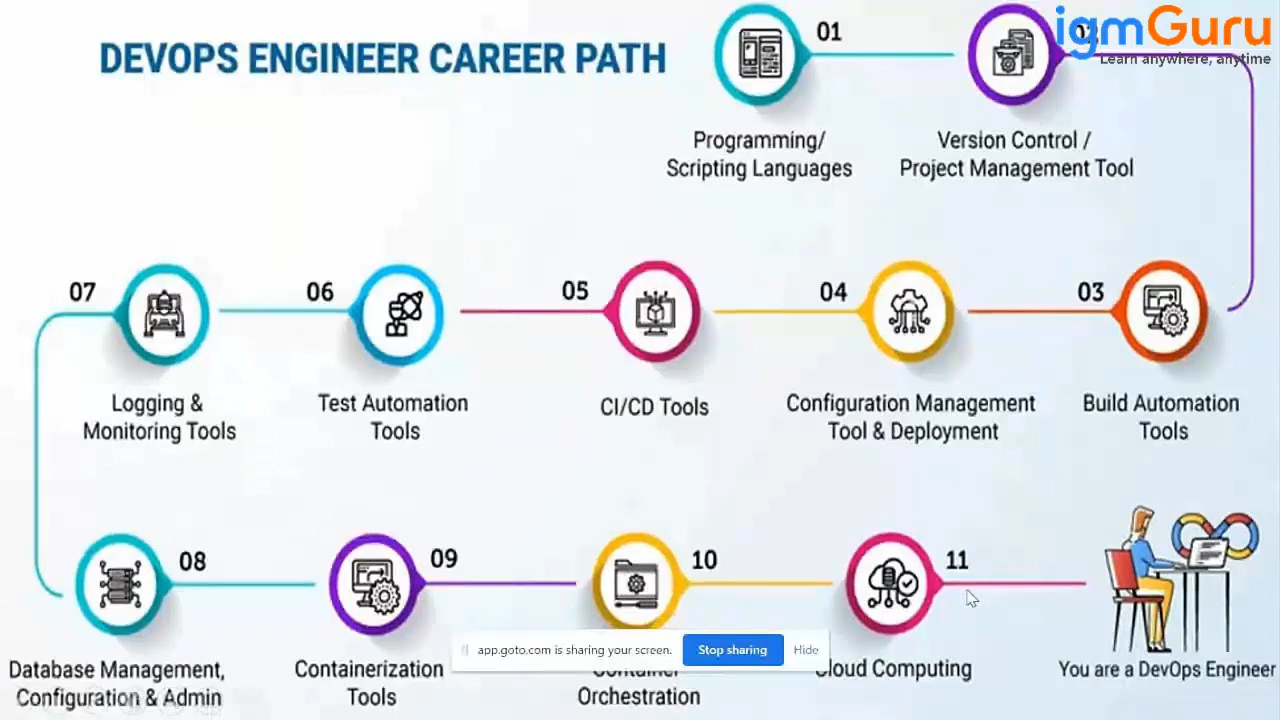 DEVOPS ENGINEER CAREER PATH
igmGuru
Learn anywhere, anytime
01
Programming/
Scripting Languages
Version Control /
Project Management Tool
07
Logging &
Monitoring Tools
06
Test Automation
Tools
05
CI/CD Tools
04
Configuration Management
Tool & Deployment
03
Build Automation
Tools
08
Database Management,
Configuration & Admin
09
Containerization
Tools
10
Container
Orchestration
11
Cloud Computing
You are a DevOps Engineer
app.goto.com is sharing your screen.
Stop sharing
Hide